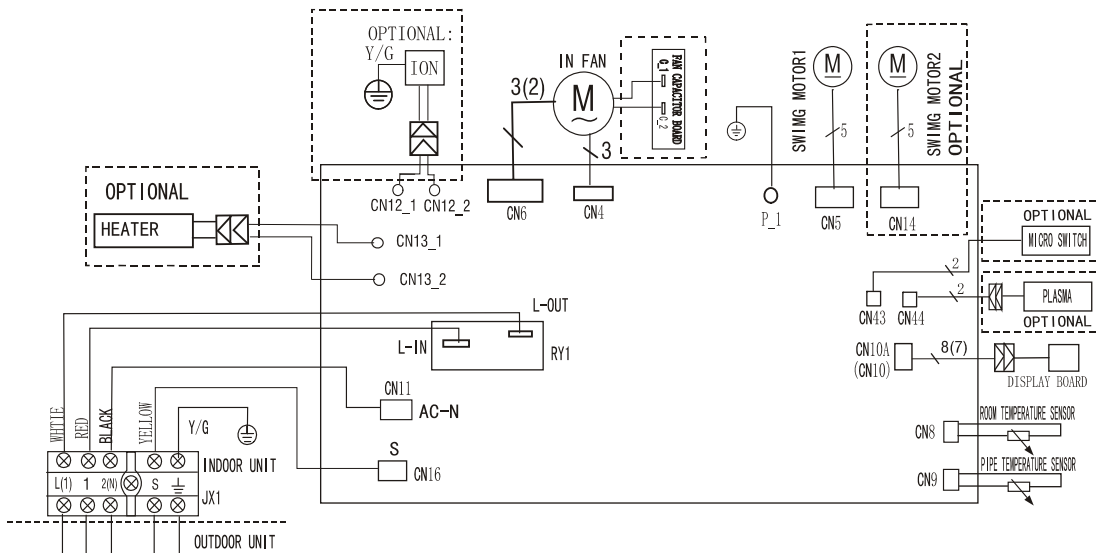 OPTIONAL:
Y/G
ION
IN FAN
M
3(2)
3
FAN CAPACITOR BOARD
C_1
C_2
SWIMG MOTOR1
M
5
M
5
SWIMG MOTOR2
OPTIONAL
CN12_1
CN12_2
CN6
CN4
P_1
CN5
CN14
OPTIONAL
HEATER
CN13_1
CN13_2
OPTIONAL
MICRO SWITCH
2
CN43
CN44
2
PLASMA
OPTIONAL
L-OUT
L-IN
RY1
CN10A
(CN10)
8(7)
DISPLAY BOARD
CN11
AC-N
S
CN16
CN8
ROOM TEMPERATURE SENSOR
CN9
PIPE TEMPERATURE SENSOR
WHTIE
RED
BLACK
YELLOW
Y/G
INDOOR UNIT
L(1)
1
2(N)
S
JX1
OUTDOOR UNIT